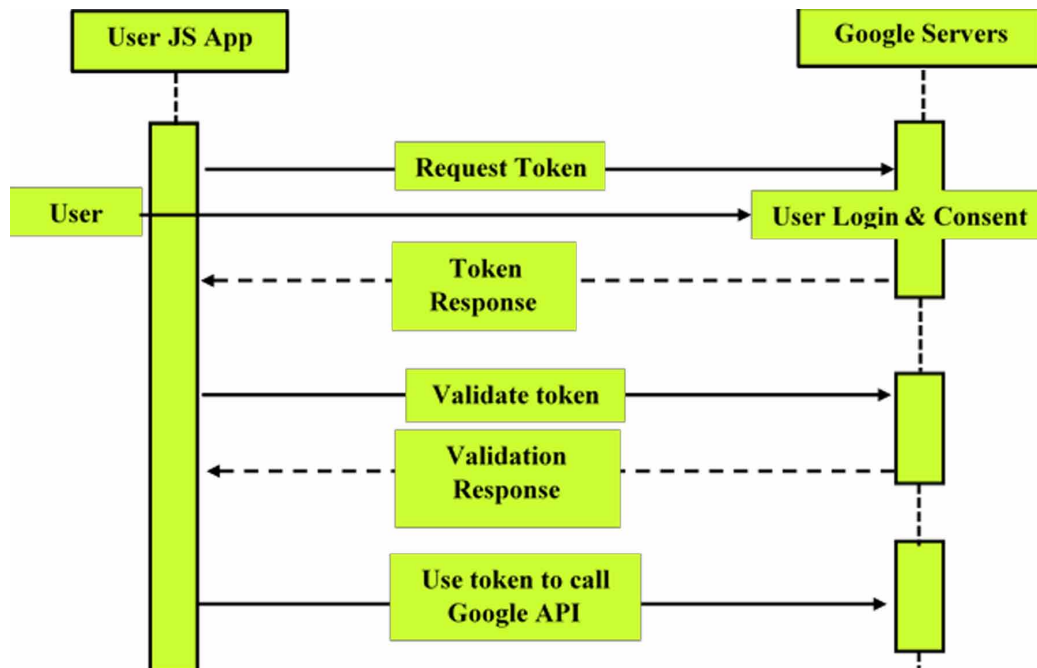 User JS App
Google Servers
Request Token
User
User Login & Consent
Token
Response
Validate token
Validation
Response
Use token to call
Google API